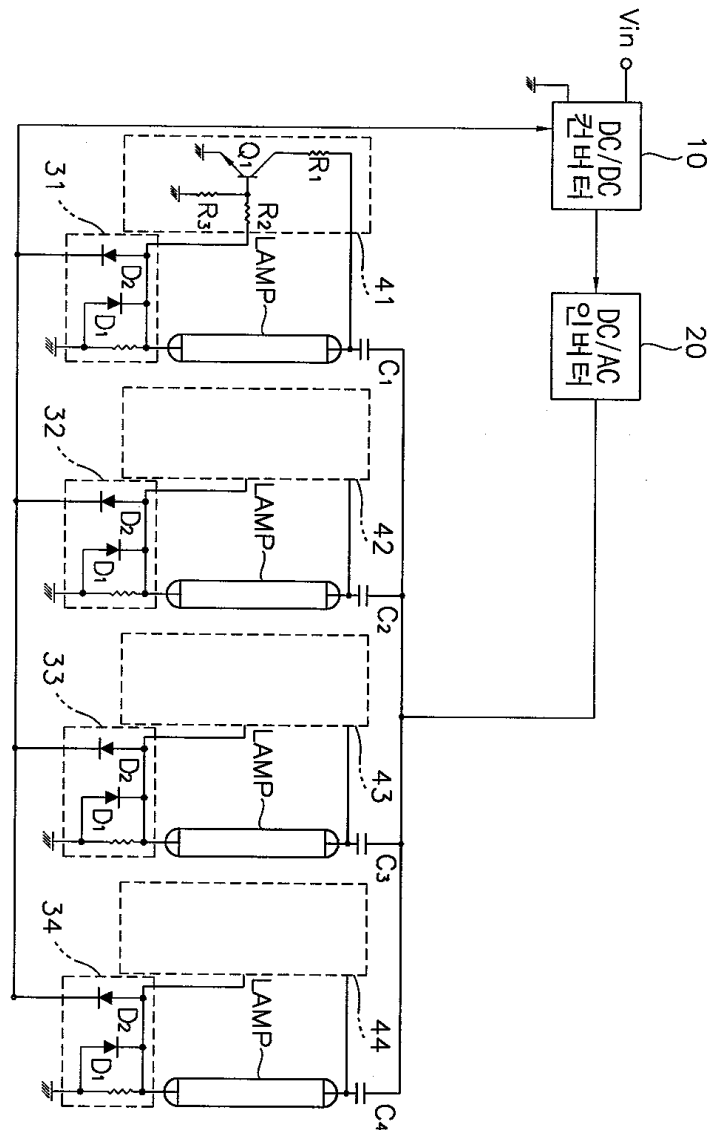 Vin
10
DC/DC
컨버터
20
DC/AC
인버터
41
R1
Q1
R2
R3
31
D2
D1
LAMP
C1
42
32
D2
D1
LAMP
C2
43
33
D2
D1
LAMP
C3
44
34
D2
D1
LAMP
C4